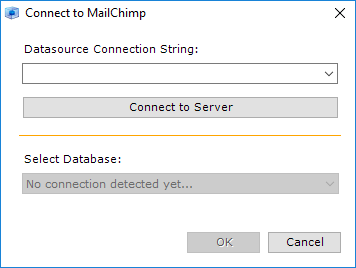 Connect to MailChimp
Datasource Connection String:
Connect to Server
Select Database:
No connection detected yet...
OK
Cancel